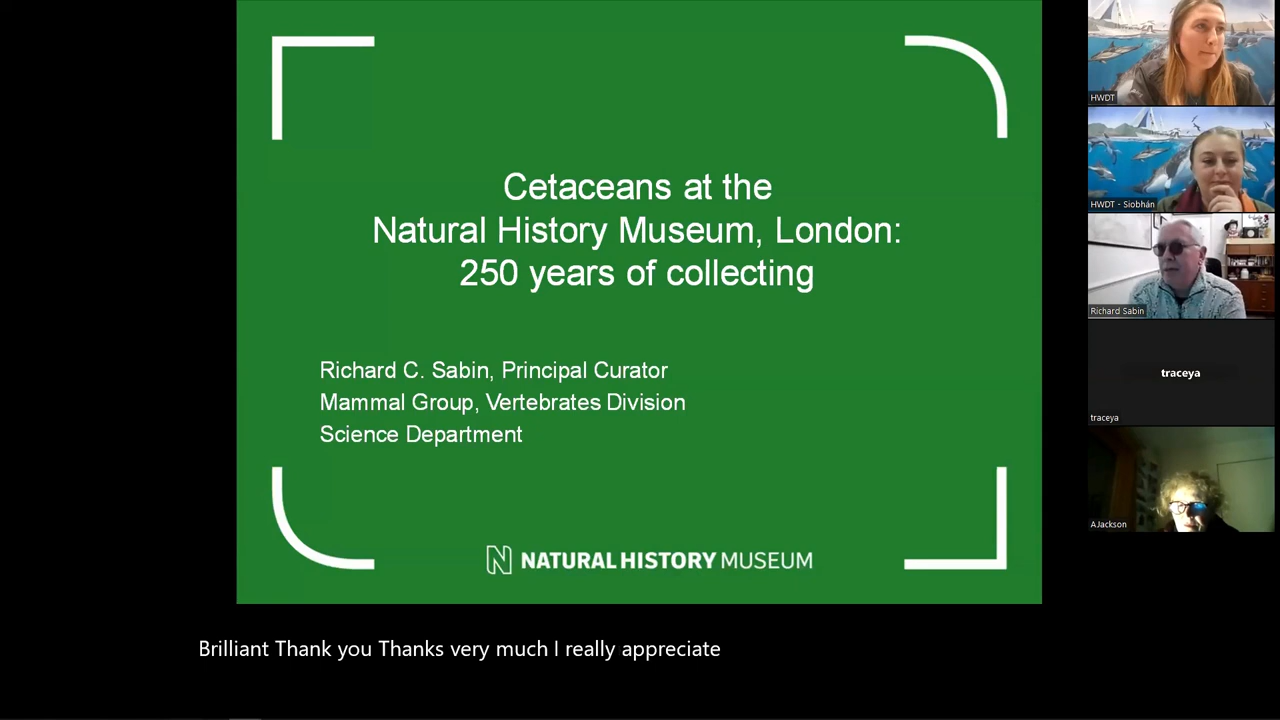 Cetaceans at the
Natural History Museum, London:
250 years of collecting
Richard C. Sabin, Principal Curator
Mammal Group, Vertebrates Division
Science Department
NATURAL HISTORY MUSEUM
HWDT
HWDT - Siobhán
Richard Sabin
traceya
traceya
AJackson
Brilliant Thank you Thanks very much I really appreciate